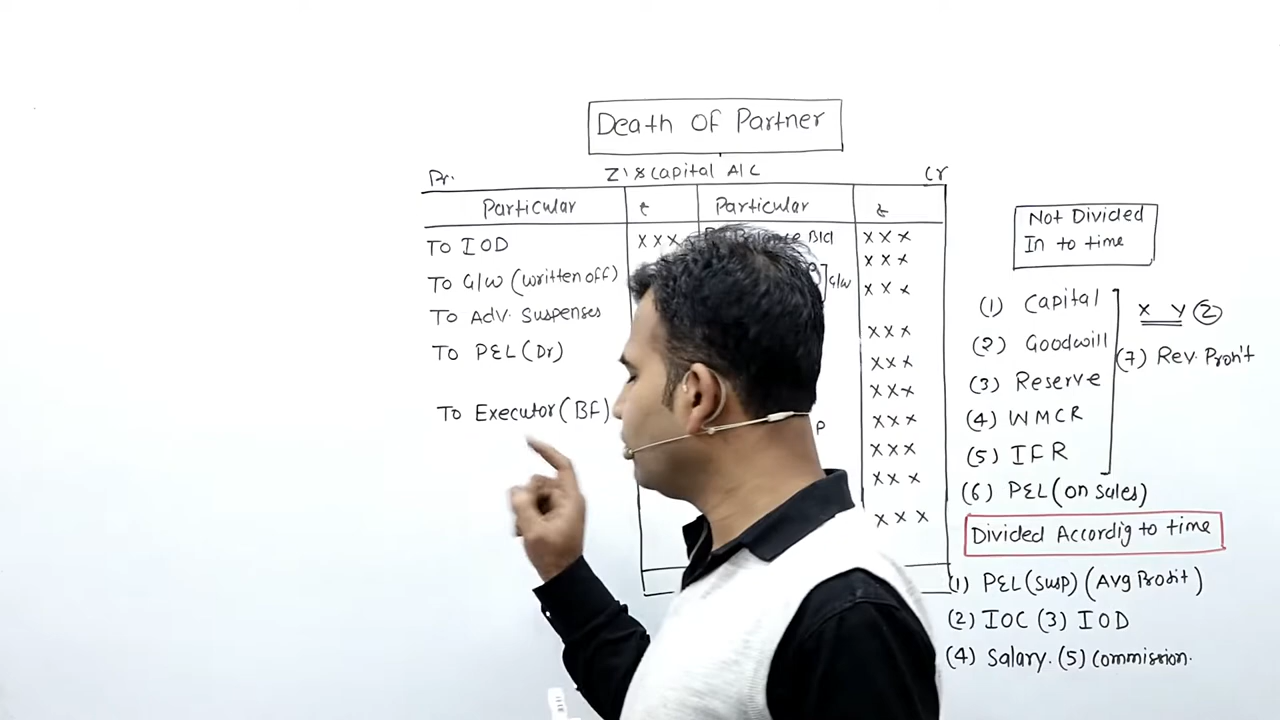 Death Of Partner
Dr. Z's Capital A/C Cr
Particular ₹ Particular ₹
To IOD XXX Balance B/d XXX
XXX
To G/w (written off) G/w XXX
To Adv. Suspenses XXX
To P&L (Dr) XXX
XXX
To Executor (BF) XXX
XXX
XXX
XXX
Not Divided
In to time
(1) Capital
(2) Goodwill
(3) Reserve
(4) WMCR
(5) IFR
X Y (2)
(7) Rev. Profit
(6) P&L (on Sales)
Divided Accordig to time
(1) P&L (Susp) (Avg Profit)
(2) IOC (3) IOD
(4) Salary. (5) Commission.